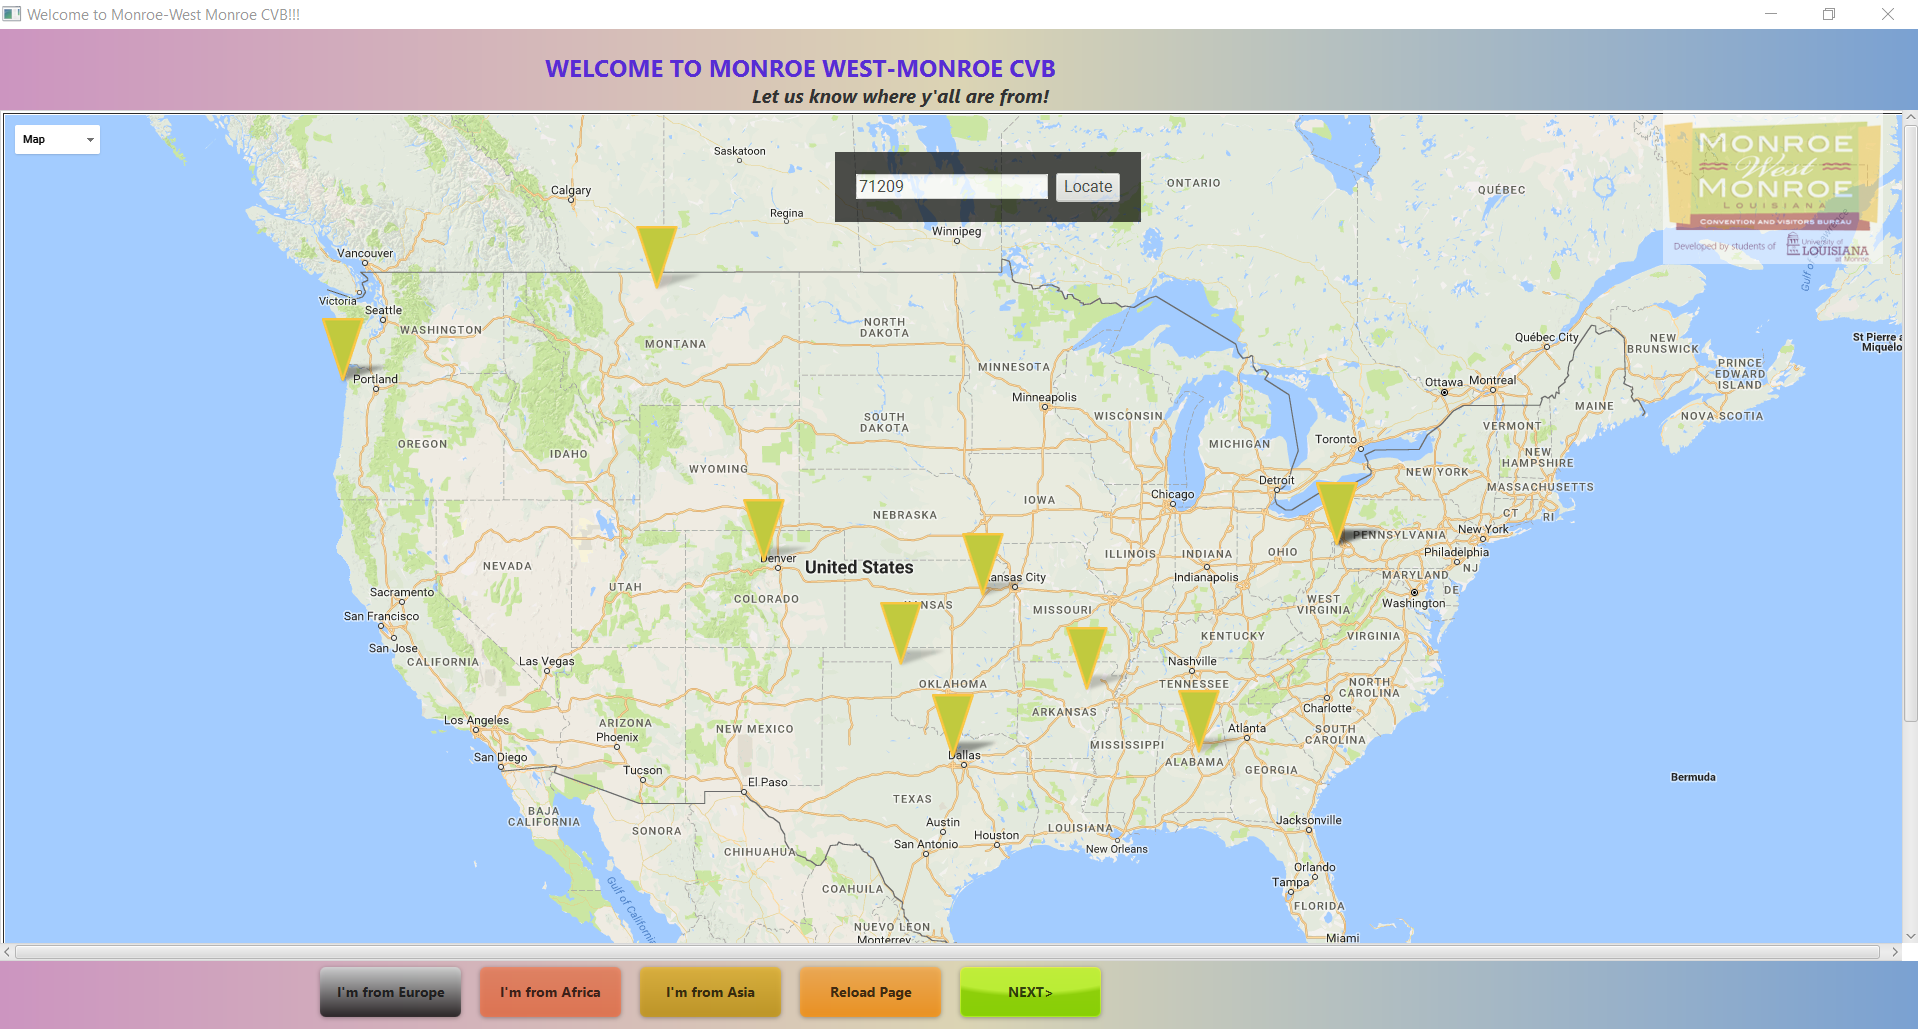 Welcome to Monroe-West Monroe CVB!!!
WELCOME TO MONROE WEST-MONROE CVB
Let us know where y'all are from!
Map
71209
Locate
MONROE
West
MONROE
LOUISIANA
CONVENTION AND VISITORS BUREAU
Developed by students of
University of
LOUISIANA
at Monroe
Saskatoon
Calgary
Regina
Winnipeg
ONTARIO
QUÉBEC
Vancouver
Victoria
Seattle
WASHINGTON
Portland
MONTANA
NORTH
DAKOTA
MINNESOTA
Minneapolis
SOUTH
DAKOTA
WISCONSIN
MICHIGAN
Toronto
Ottawa
Montreal
Québec City
NEW
BRUNSWICK
PRINCE
EDWARD
ISLAND
NOVA SCOTIA
St Pierre a
Miquelo
Gulf of
MAINE
VERMONT
NEW
HAMPSHIRE
NEW YORK
MASSACHUSETTS
CT
RI
OREGON
IDAHO
WYOMING
IOWA
Chicago
Detroit
NEBRASKA
New York
PENNSYLVANIA
Philadelphia
NJ
ILLINOIS
INDIANA
OHIO
Indianapolis
MARYLAND
DE
Washington
NEVADA
UTAH
Denver
COLORADO
United States
Kansas City
KANSAS
MISSOURI
WEST
VIRGINIA
VIRGINIA
KENTUCKY
Sacramento
San Francisco
San Jose
CALIFORNIA
Las Vegas
Nashville
TENNESSEE
NORTH
CAROLINA
Charlotte
OKLAHOMA
ARKANSAS
Los Angeles
ARIZONA
Phoenix
NEW MEXICO
Dallas
MISSISSIPPI
ALABAMA
Atlanta
SOUTH
CAROLINA
GEORGIA
San Diego
Tucson
El Paso
Bermuda
BAJA
CALIFORNIA
SONORA
CHIHUAHUA
TEXAS
Austin
San Antonio
Houston
LOUISIANA
New Orleans
Jacksonville
Orlando
Tampa
FLORIDA
Miami
COAHUILA
NUEVO LEON
Monterrey
Gulf of California
I'm from Europe
I'm from Africa
I'm from Asia
Reload Page
NEXT>